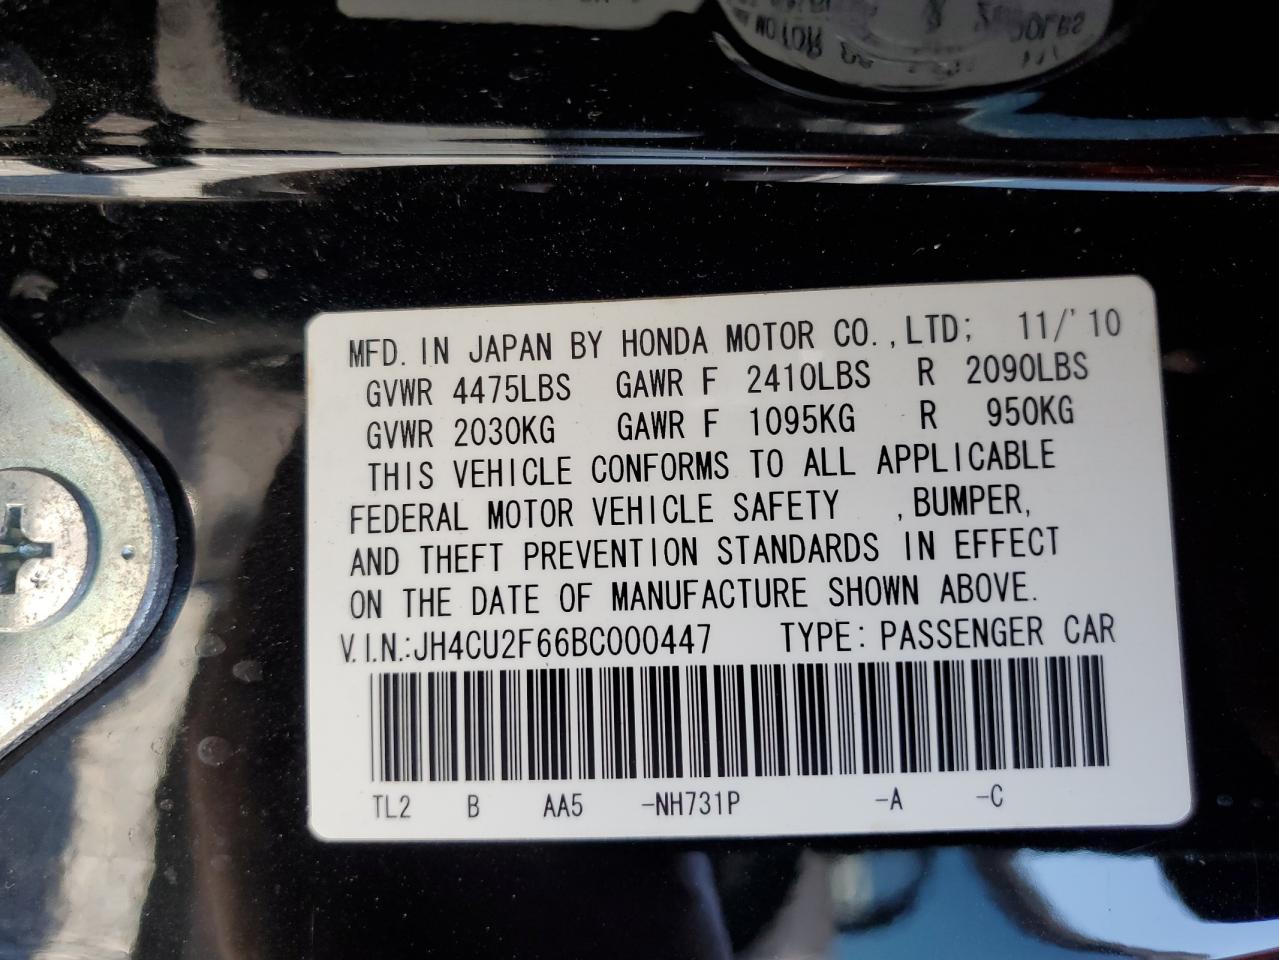 MFD. IN JAPAN BY HONDA MOTOR CO., LTD; 11/'10
GVWR 4475LBS GAWR F 2410LBS R 2090LBS
GVWR 2030KG GAWR F 1095KG R 950KG
THIS VEHICLE CONFORMS TO ALL APPLICABLE
FEDERAL MOTOR VEHICLE SAFETY , BUMPER,
AND THEFT PREVENTION STANDARDS IN EFFECT
ON THE DATE OF MANUFACTURE SHOWN ABOVE.
V.I.N.:JH4CU2F66BC000447 TYPE: PASSENGER CAR
TL2 B AA5 -NH731P -A -C